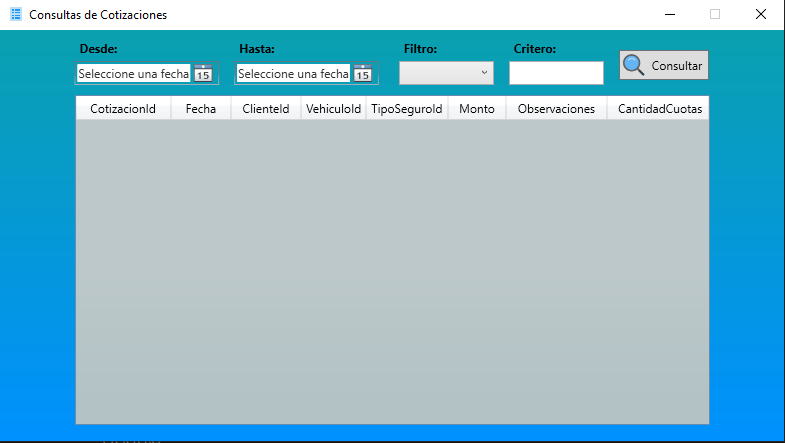 Consultas de Cotizaciones
Desde: Hasta: Filtro: Critero:
Seleccione una fecha 15 Seleccione una fecha 15 Consultar
CotizacionId Fecha ClienteId VehiculoId TipoSeguroId Monto Observaciones CantidadCuotas